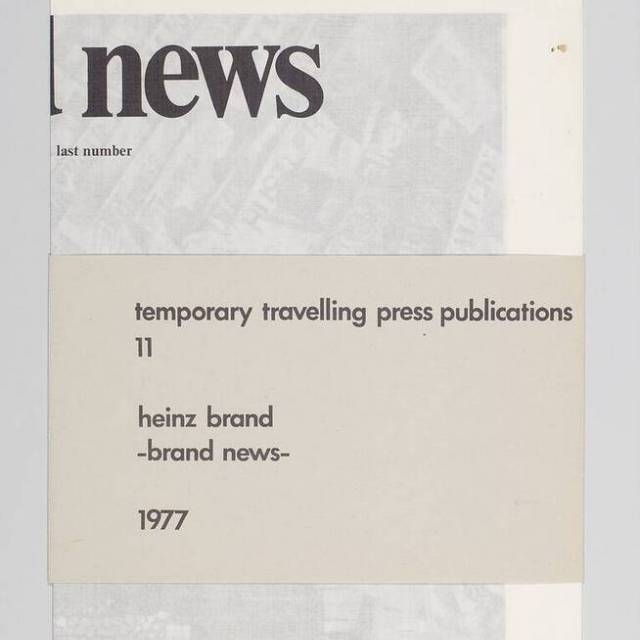 news
last number
temporary travelling press publications
11
heinz brand
-brand news-
1977